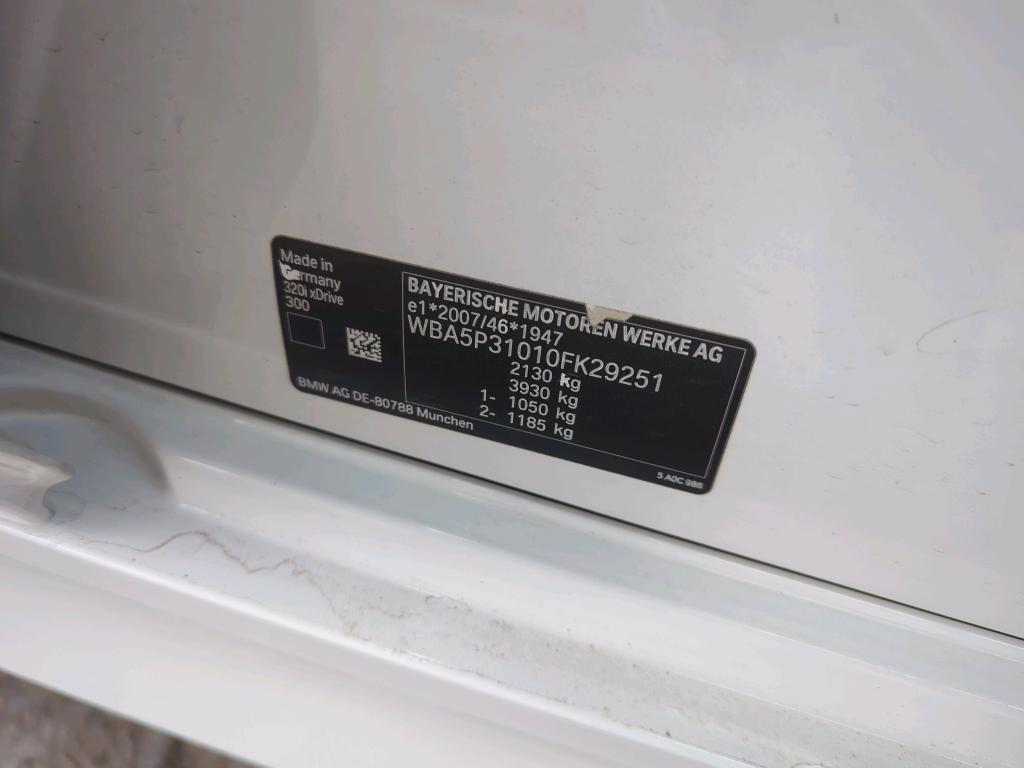 Made in
Germany
320i xDrive
300
BAYERISCHE MOTOREN WERKE AG
e1*2007/46*1947
WBA5P31010FK29251
2130 kg
3930 kg
1- 1050 kg
2- 1185 kg
BMW AG DE-80788 Munchen
5 A0C 986